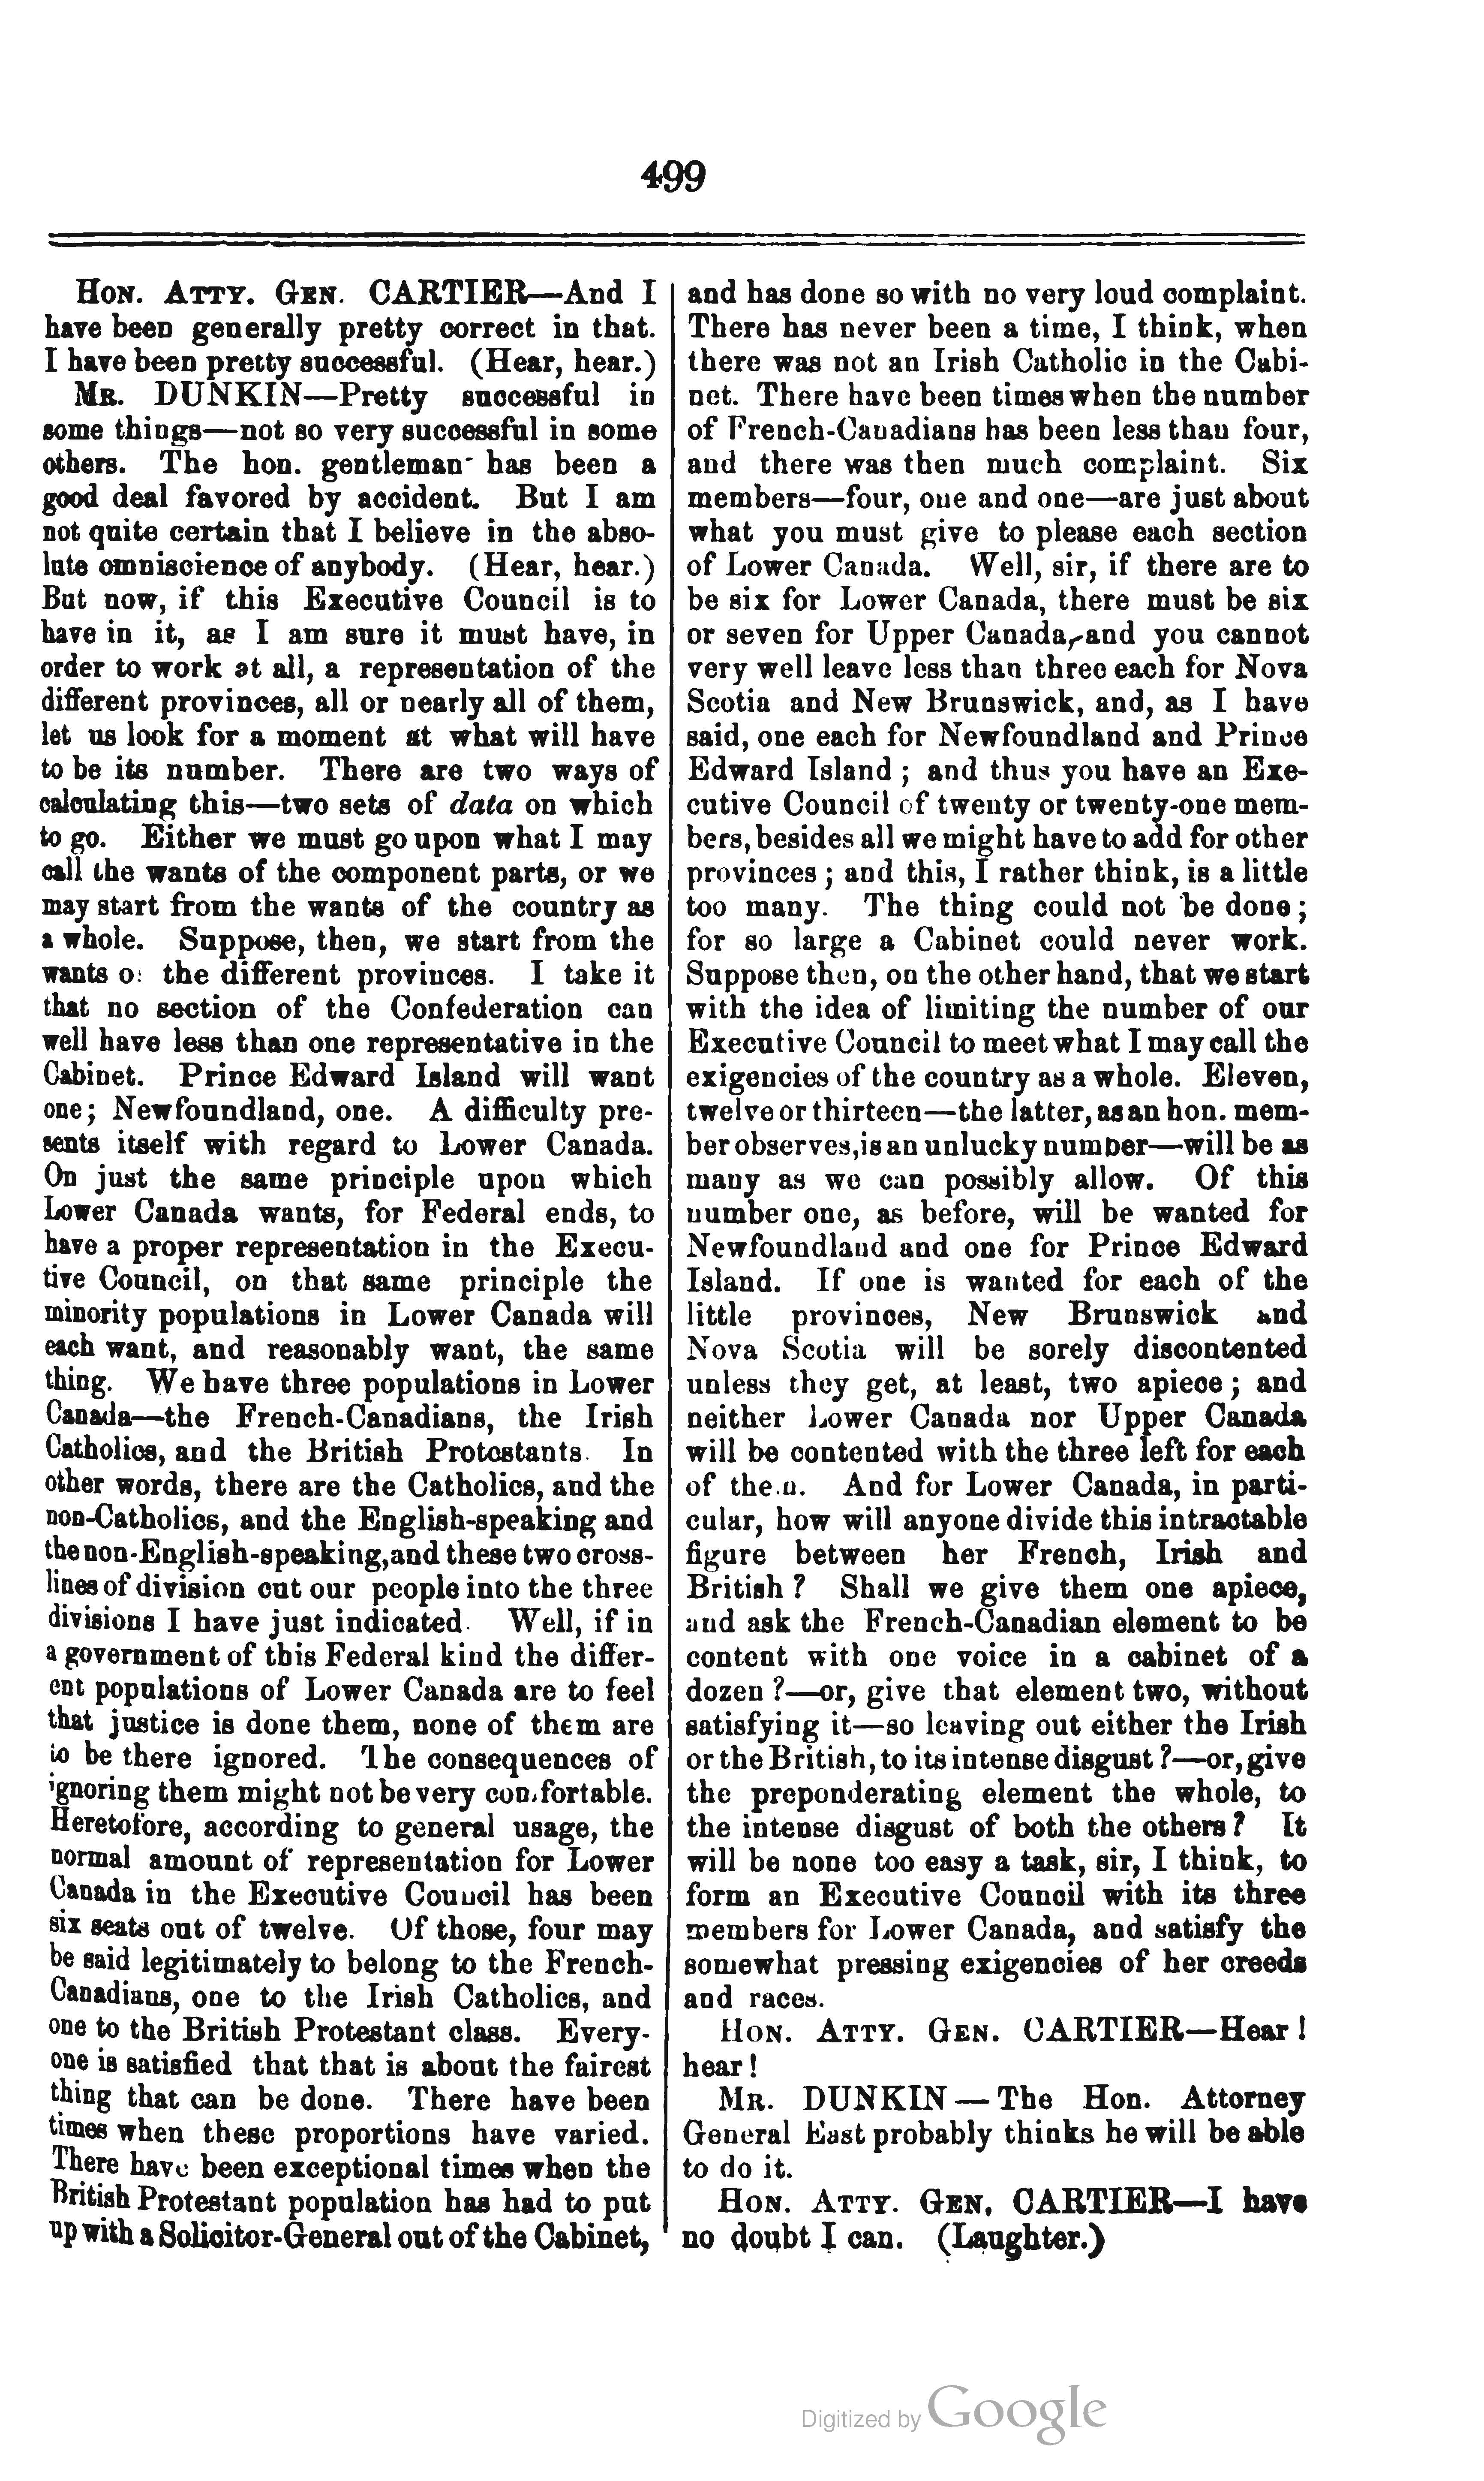 499
HON. ATTY. GEN. CARTIER—And I
have been generally pretty correct in that.
I have been pretty successful. (Hear, hear.)
MR. DUNKIN—Pretty successful in
some things—not so very successful in some
others. The hon. gentleman has been a
good deal favored by accident. But I am
not quite certain that I believe in the abso-
lute omniscience of anybody. (Hear, hear.)
But now, if this Executive Council is to
have in it, as I am sure it must have, in
order to work at all, a representation of the
different provinces, all or nearly all of them,
let us look for a moment at what will have
to be its number. There are two ways of
calculating this—two sets of data on which
to go. Either we must go upon what I may
call the wants of the component parts, or we
may start from the wants of the country as
a whole. Suppose, then, we start from the
wants of the different provinces. I take it
that no section of the Confederation can
well have less than one representative in the
Cabinet. Prince Edward Island will want
one; Newfoundland, one. A difficulty pre-
sents itself with regard to Lower Canada.
On just the same principle upon which
Lower Canada wants, for Federal ends, to
have a proper representation in the Execu-
tive Council, on that same principle the
minority populations in Lower Canada will
each want, and reasonably want, the same
thing. We have three populations in Lower
Canada—the French-Canadians, the Irish
Catholics, and the British Protestants. In
other words, there are the Catholics, and the
non-Catholics, and the English-speaking and
the non-English-speaking, and these two cross-
lines of division cut our people into the three
divisions I have just indicated. Well, if in
a government of this Federal kind the differ-
ent populations of Lower Canada are to feel
that justice is done them, none of them are
to be there ignored. The consequences of
ignoring them might not be very comfortable.
Heretofore, according to general usage, the
normal amount of representation for Lower
Canada in the Executive Council has been
six seats out of twelve. Of those, four may
be said legitimately to belong to the French-
Canadians, one to the Irish Catholics, and
one to the British Protestant class. Every-
one is satisfied that that is about the fairest
thing that can be done. There have been
times when these proportions have varied.
There have been exceptional times when the
British Protestant population has had to put
up with a Solicitor-General out of the Cabinet,
and has done so with no very loud complaint.
There has never been a time, I think, when
there was not an Irish Catholic in the Cabi-
net. There have been times when the number
of French-Canadians has been less than four,
and there was then much complaint. Six
members—four, one and one—are just about
what you must give to please each section
of Lower Canada. Well, sir, if there are to
be six for Lower Canada, there must be six
or seven for Upper Canada, and you cannot
very well leave less than three each for Nova
Scotia and New Brunswick, and, as I have
said, one each for Newfoundland and Prince
Edward Island; and thus you have an Exe-
cutive Council of twenty or twenty-one mem-
bers, besides all we might have to add for other
provinces; and this, I rather think, is a little
too many. The thing could not be done;
for so large a Cabinet could never work.
Suppose then, on the other hand, that we start
with the idea of limiting the number of our
Executive Council to meet what I may call the
exigencies of the country as a whole. Eleven,
twelve or thirteen—the latter, as an hon. mem-
ber observes, is an unlucky number—will be as
many as we can possibly allow. Of this
number one, as before, will be wanted for
Newfoundland and one for Prince Edward
Island. If one is wanted for each of the
little provinces, New Brunswick and
Nova Scotia will be sorely discontented
unless they get, at least, two apiece; and
neither Lower Canada nor Upper Canada
will be contented with the three left for each
of them. And for Lower Canada, in parti-
cular, how will anyone divide this intractable
figure between her French, Irish and
British? Shall we give them one apiece,
and ask the French-Canadian element to be
content with one voice in a cabinet of a
dozen?—or, give that element two, without
satisfying it—so leaving out either the Irish
or the British, to its intense disgust?—or, give
the preponderating element the whole, to
the intense disgust of both the others? It
will be none too easy a task, sir, I think, to
form an Executive Council with its three
members for Lower Canada, and satisfy the
somewhat pressing exigencies of her creeds
and races.
HON. ATTY. GEN. CARTIER—Hear!
hear!
MR. DUNKIN—The Hon. Attorney
General East probably thinks he will be able
to do it.
HON. ATTY. GEN. CARTIER—I have
no doubt I can. (Laughter.)
Digitized by Google